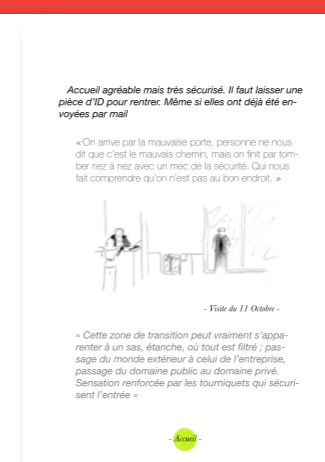 Accueil agréable mais très sécurisé. Il faut laisser une
pièce d'ID pour rentrer. Même si elles ont déjà été en-
voyées par mail
«On arrive par la mauvaise porte, personne ne nous
dit que c'est le mauvais chemin, mais on finit par tom-
ber nez à nez avec un mec de la sécurité. Qui nous
fait comprendre qu'on n'est pas au bon endroit. »
- Visite du 11 Octobre -
« Cette zone de transition peut vraiment s'appa-
renter à un sas, étanche, où tout est filtré ; pas-
sage du monde extérieur à celui de l'entreprise,
passage du domaine public au domaine privé.
Sensation renforcée par les tourniquets qui sécuri-
sent l'entrée »
- Accueil -